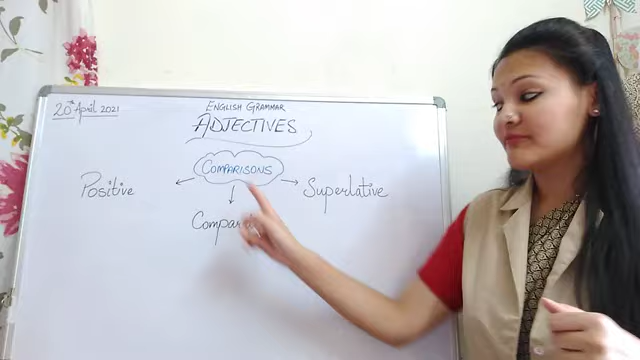 20th April 2021
ENGLISH GRAMMAR
ADJECTIVES
COMPARISONS
Positive
Superlative